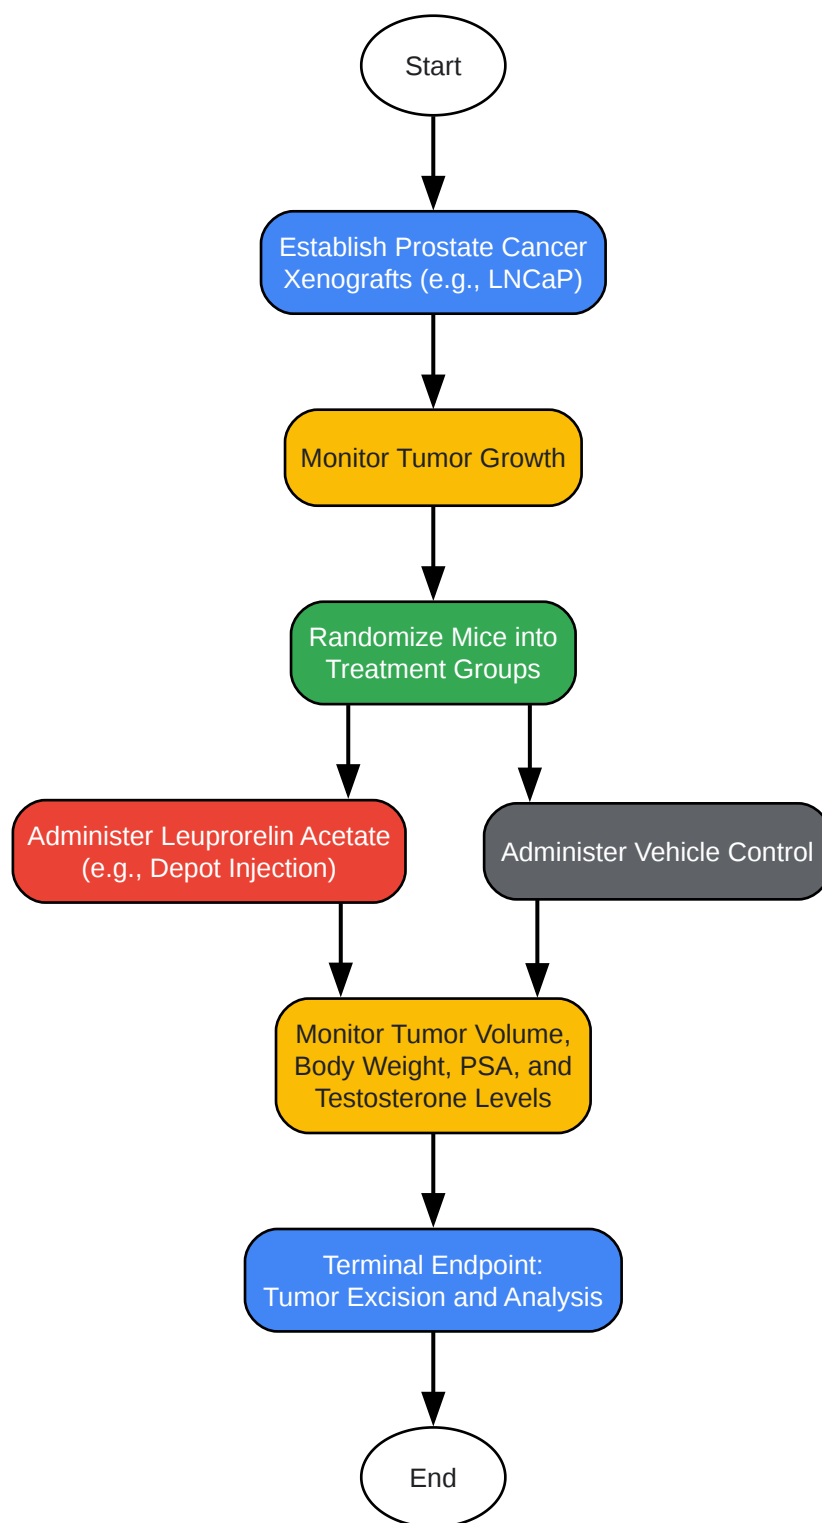 Start
Establish Prostate Cancer
Xenografts (e.g., LNCaP)
Monitor Tumor Growth
Randomize Mice into
Treatment Groups
Administer Leuprorelin Acetate
(e.g., Depot Injection)
Administer Vehicle Control
Monitor Tumor Volume,
Body Weight, PSA, and
Testosterone Levels
Terminal Endpoint:
Tumor Excision and Analysis
End